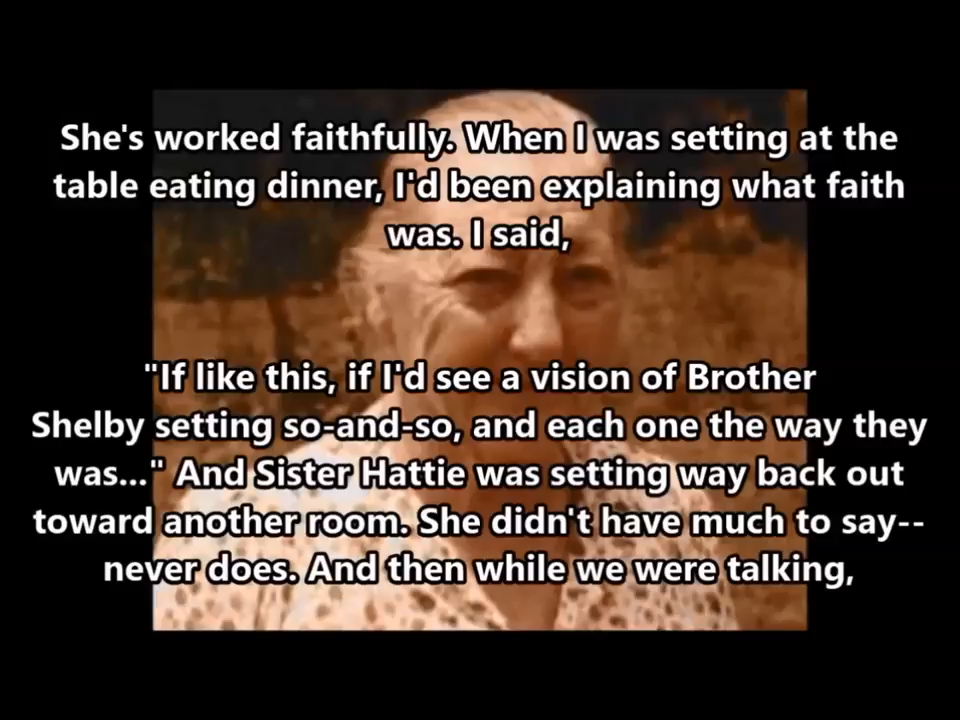 She's worked faithfully. When I was setting at the
table eating dinner, I'd been explaining what faith
was. I said,
"If like this, if I'd see a vision of Brother
Shelby setting so-and-so, and each one the way they
was..." And Sister Hattie was setting way back out
toward another room. She didn't have much to say--
never does. And then while we were talking,